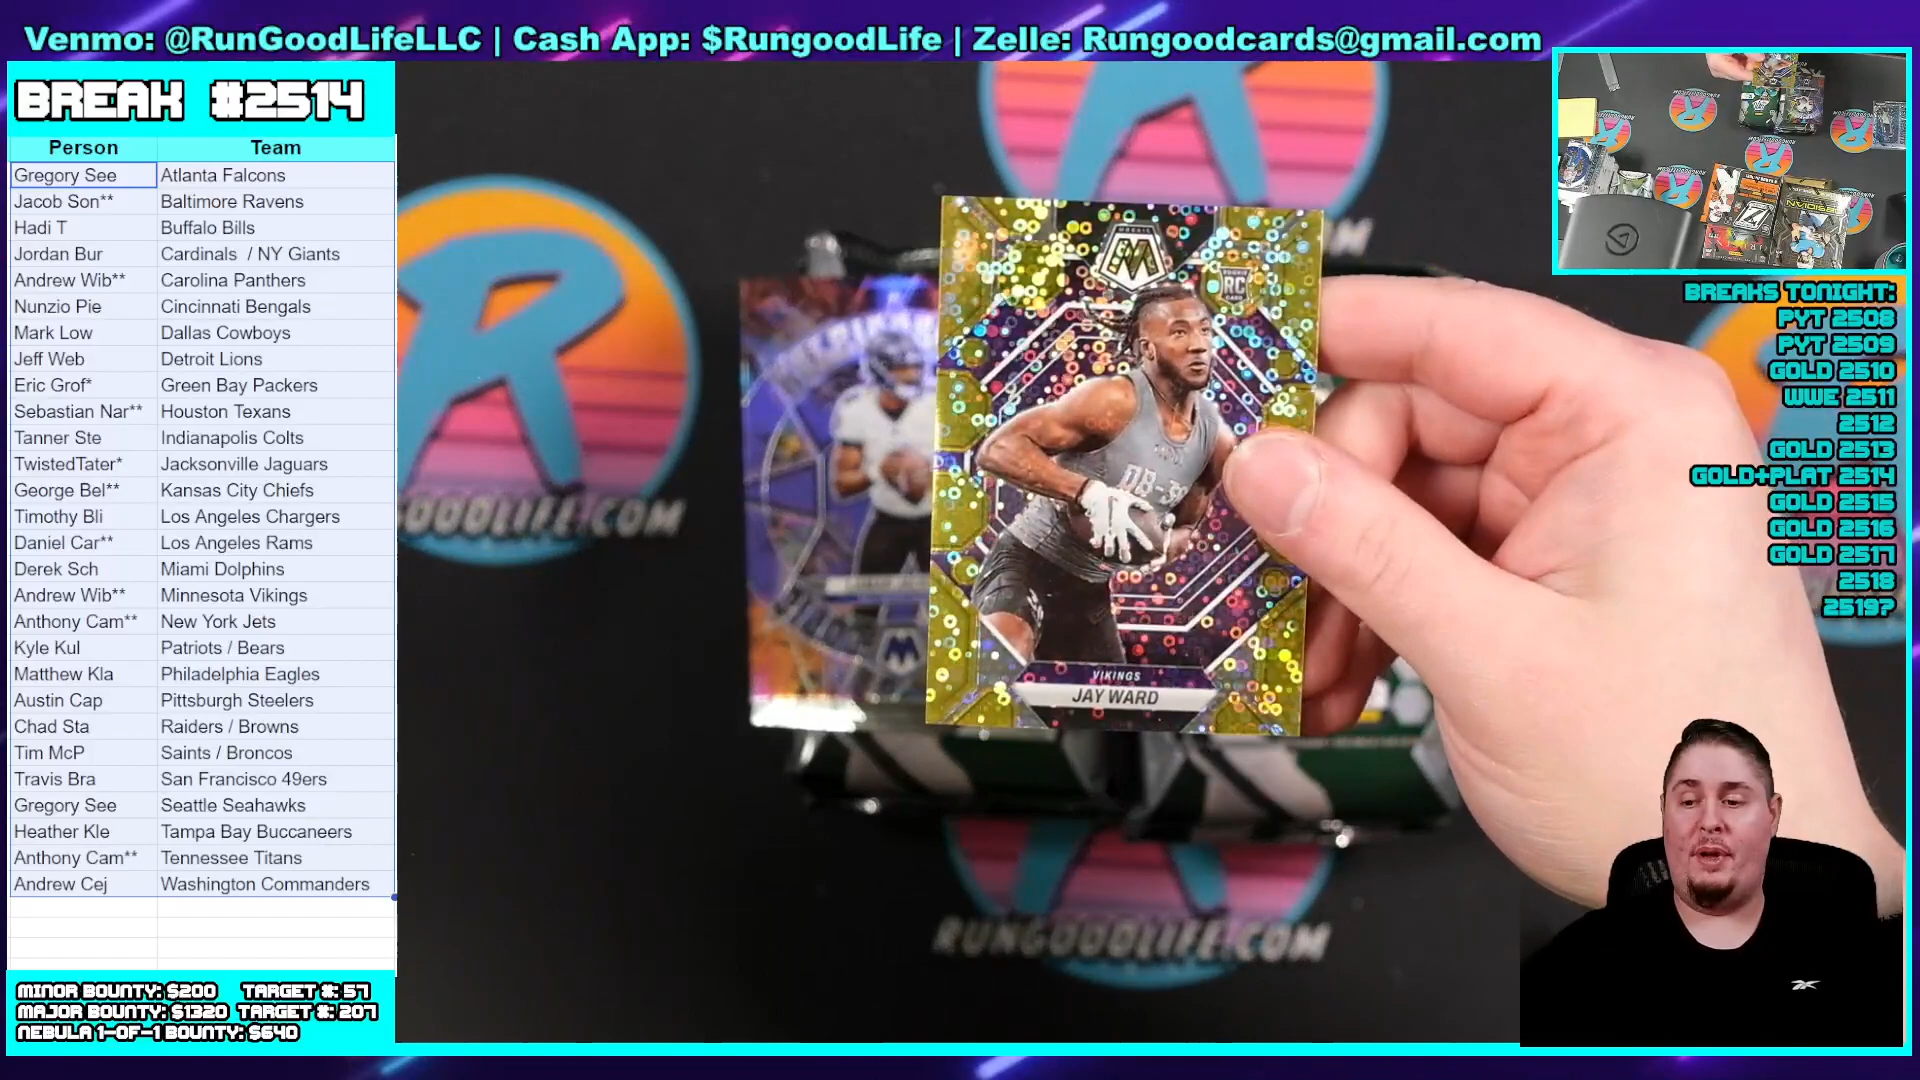 Venmo: @RunGoodLifeLLC | Cash App: $RungoodLife | Zelle: Rungoodcards@gmail.com
BREAK #2514
Person Team
Gregory See Atlanta Falcons
Jacob Son** Baltimore Ravens
Hadi T Buffalo Bills
Jordan Bur Cardinals / NY Giants
Andrew Wib** Carolina Panthers
Nunzio Pie Cincinnati Bengals
Mark Low Dallas Cowboys
Jeff Web Detroit Lions
Eric Grof* Green Bay Packers
Sebastian Nar** Houston Texans
Tanner Ste Indianapolis Colts
TwistedTater* Jacksonville Jaguars
George Bel** Kansas City Chiefs
Timothy Bli Los Angeles Chargers
Daniel Car** Los Angeles Rams
Derek Sch Miami Dolphins
Andrew Wib** Minnesota Vikings
Anthony Cam** New York Jets
Kyle Kul Patriots / Bears
Matthew Kla Philadelphia Eagles
Austin Cap Pittsburgh Steelers
Chad Sta Raiders / Browns
Tim McP Saints / Broncos
Travis Bra San Francisco 49ers
Gregory See Seattle Seahawks
Heather Kle Tampa Bay Buccaneers
Anthony Cam** Tennessee Titans
Andrew Cej Washington Commanders
MINOR BOUNTY: $200 TARGET #: 57
MAJOR BOUNTY: $1320 TARGET #: 207
NEBULA 1-OF-1 BOUNTY: $640
BREAKS TONIGHT:
PYT 2508
PYT 2509
GOLD 2510
WWE 2511
2512
GOLD 2513
GOLD+PLAT 2514
GOLD 2515
GOLD 2516
GOLD 2517
2518
2519?
MOSAIC
ROOKIE
RC
CARD
VIKINGS
JAY WARD
GOODLIFE.COM
RUNGOODLIFE.COM